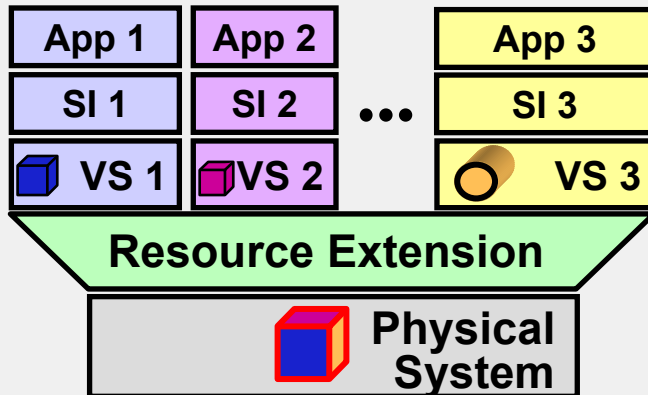 App 1 App 2 App 3
SI 1 SI 2 ••• SI 3
VS 1 VS 2 VS 3
Resource Extension
Physical
System